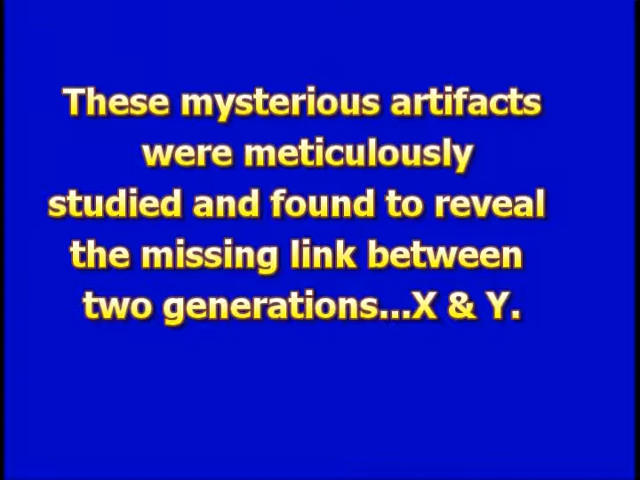 These mysterious artifacts
were meticulously
studied and found to reveal
the missing link between
two generations...X & Y.